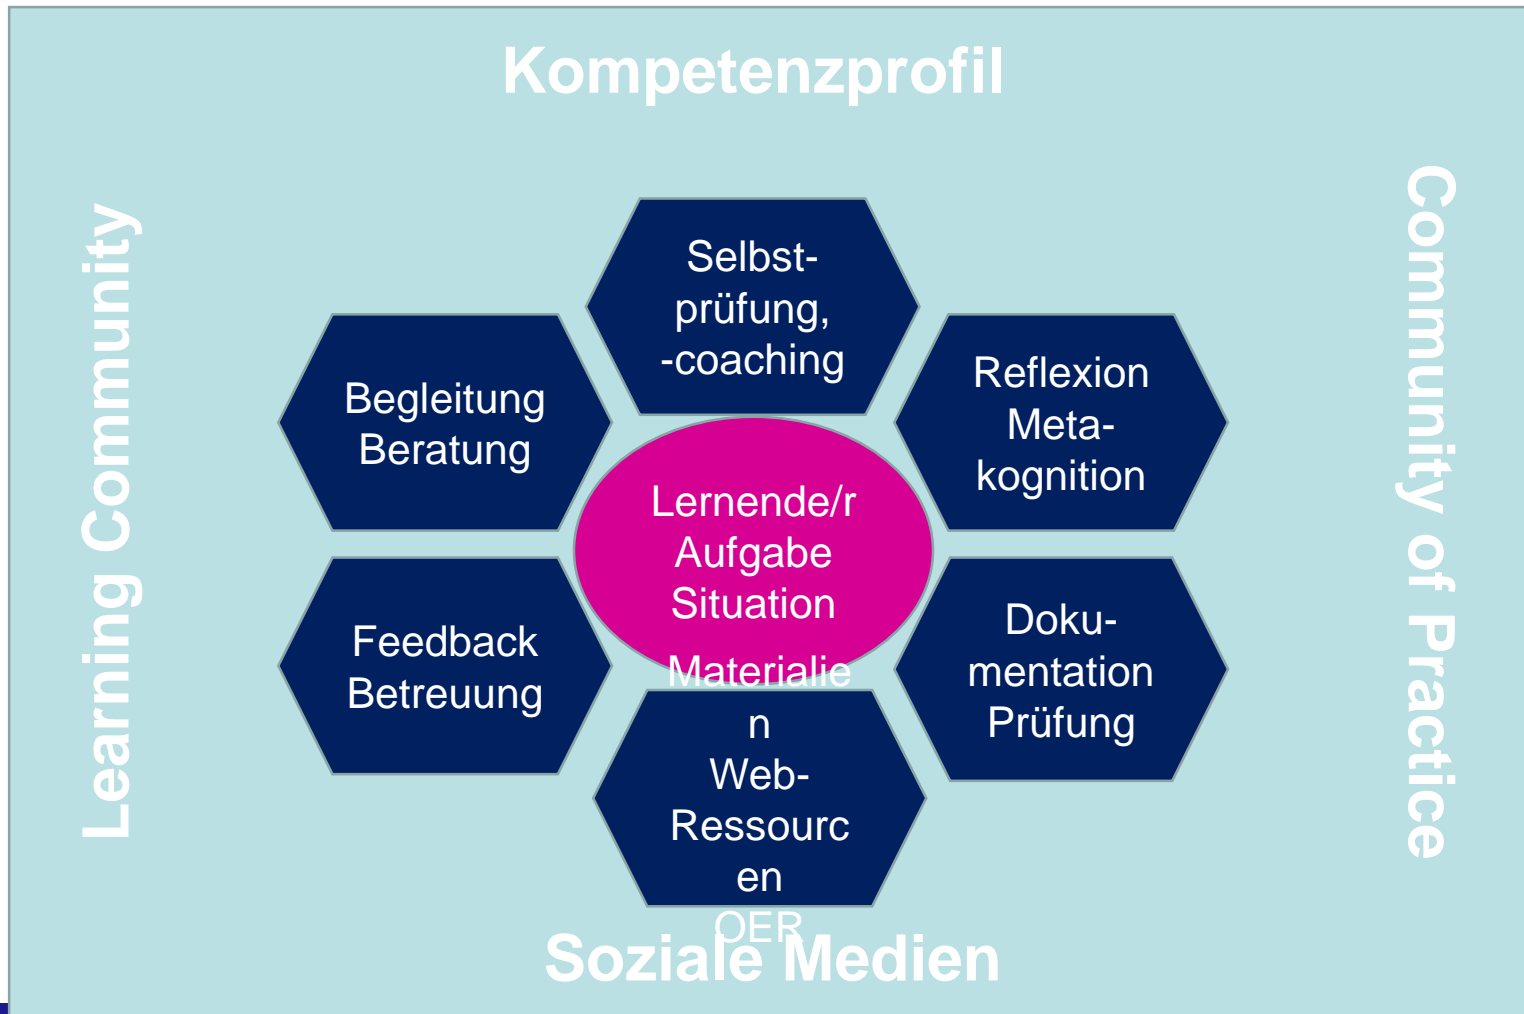 Kompetenzprofil
Learning Community
Community of Practice
Selbst-
prüfung,
-coaching
Begleitung
Beratung
Reflexion
Meta-
kognition
Lernende/r
Aufgabe
Situation
Feedback
Betreuung
Doku-
mentation
Prüfung
Materialie
n
Web-
Ressourc
en
OER
Soziale Medien